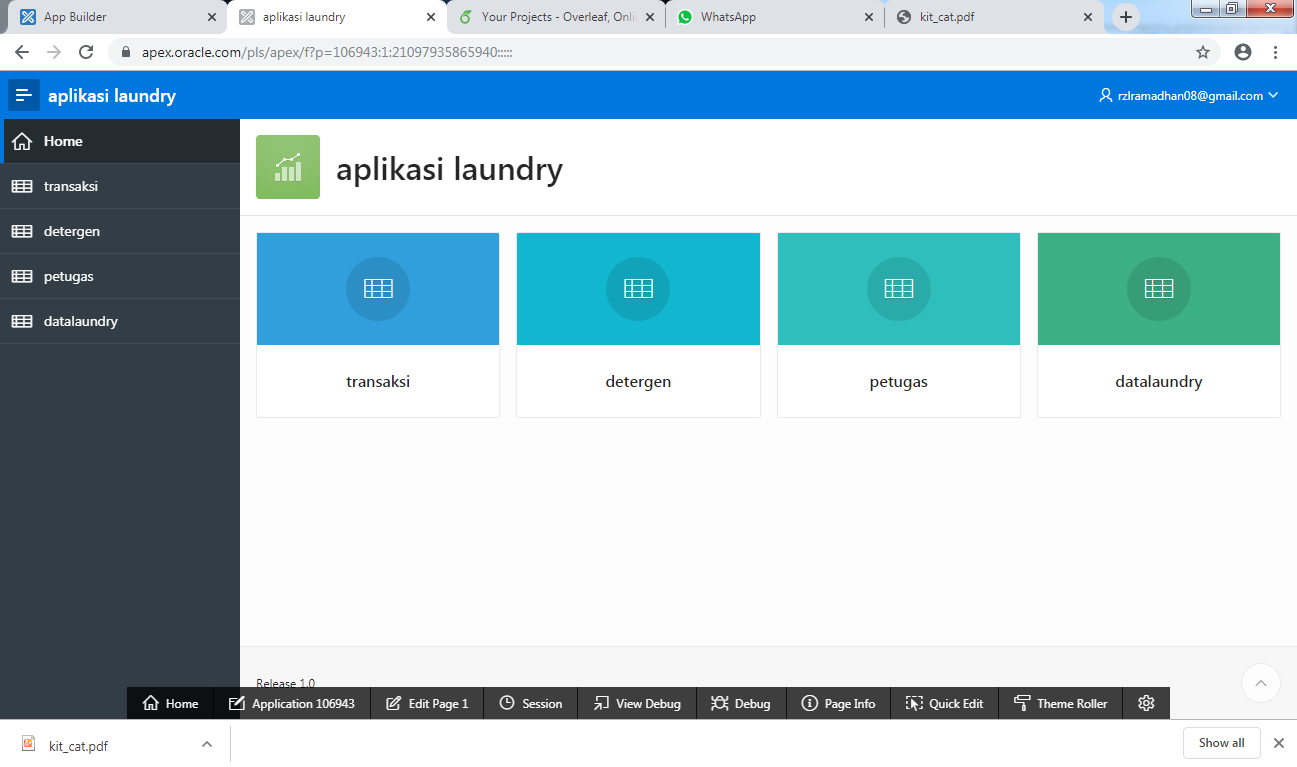 App Builder
aplikasi laundry
Your Projects - Overleaf, Onli
WhatsApp
kit_cat.pdf
apex.oracle.com/pls/apex/f?p=106943:1:21097935865940:::::
aplikasi laundry
rzlramadhan08@gmail.com
Home
transaksi
detergen
petugas
datalaundry
aplikasi laundry
transaksi
detergen
petugas
datalaundry
Release 1.0
Home
Application 106943
Edit Page 1
Session
View Debug
Debug
Page Info
Quick Edit
Theme Roller
kit_cat.pdf
Show all